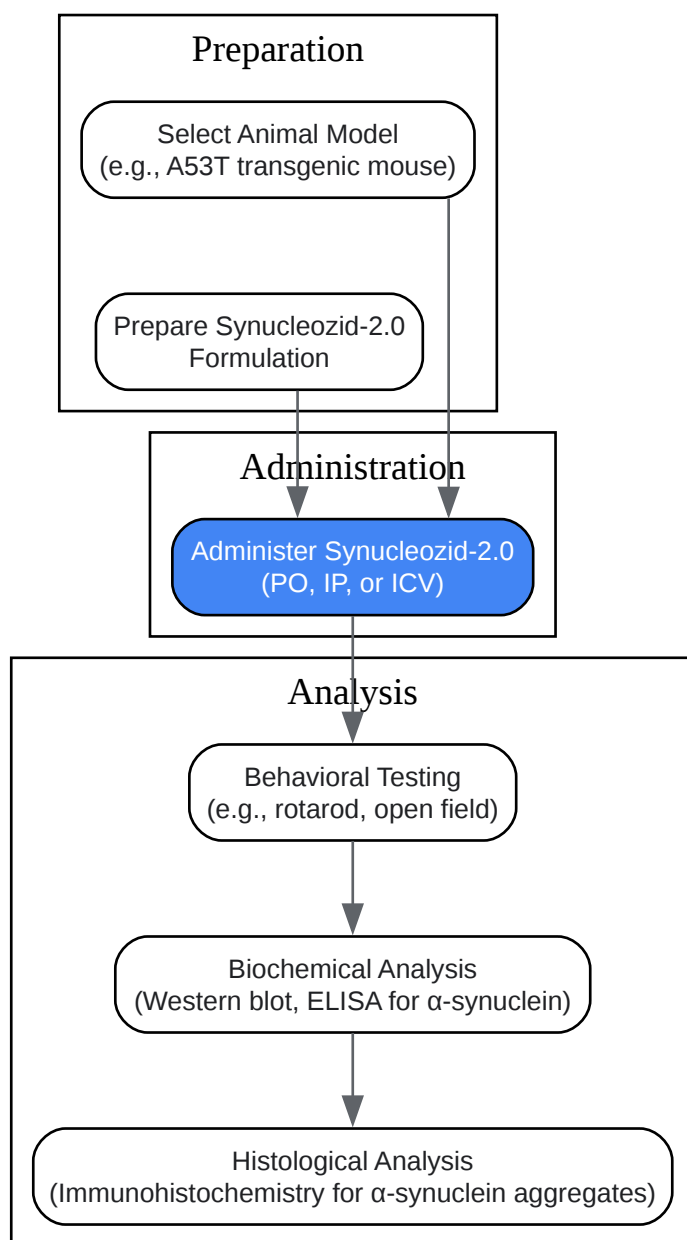 Preparation
Select Animal Model
(e.g., A53T transgenic mouse)
Prepare Synucleozid-2.0
Formulation
Administration
Administer Synucleozid-2.0
(PO, IP, or ICV)
Analysis
Behavioral Testing
(e.g., rotarod, open field)
Biochemical Analysis
(Western blot, ELISA for α-synuclein)
Histological Analysis
(Immunohistochemistry for α-synuclein aggregates)